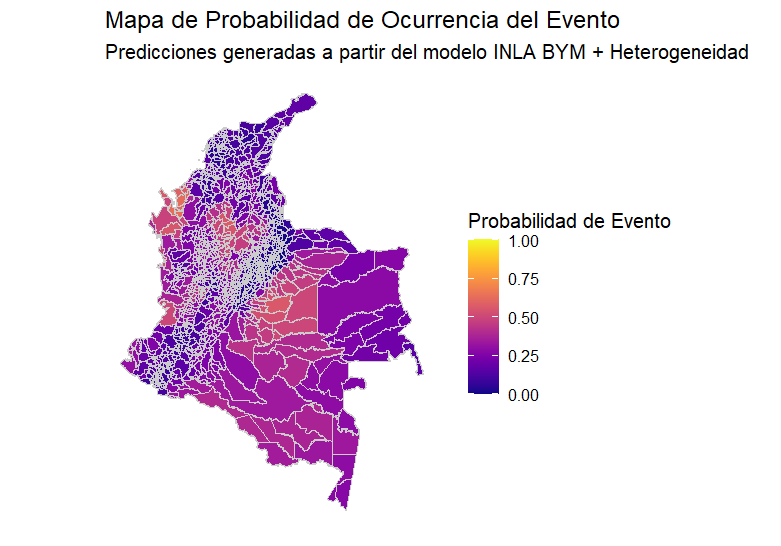 Mapa de Probabilidad de Ocurrencia del Evento
Predicciones generadas a partir del modelo INLA BYM + Heterogeneidad
Probabilidad de Evento
1.00
0.75
0.50
0.25
0.00